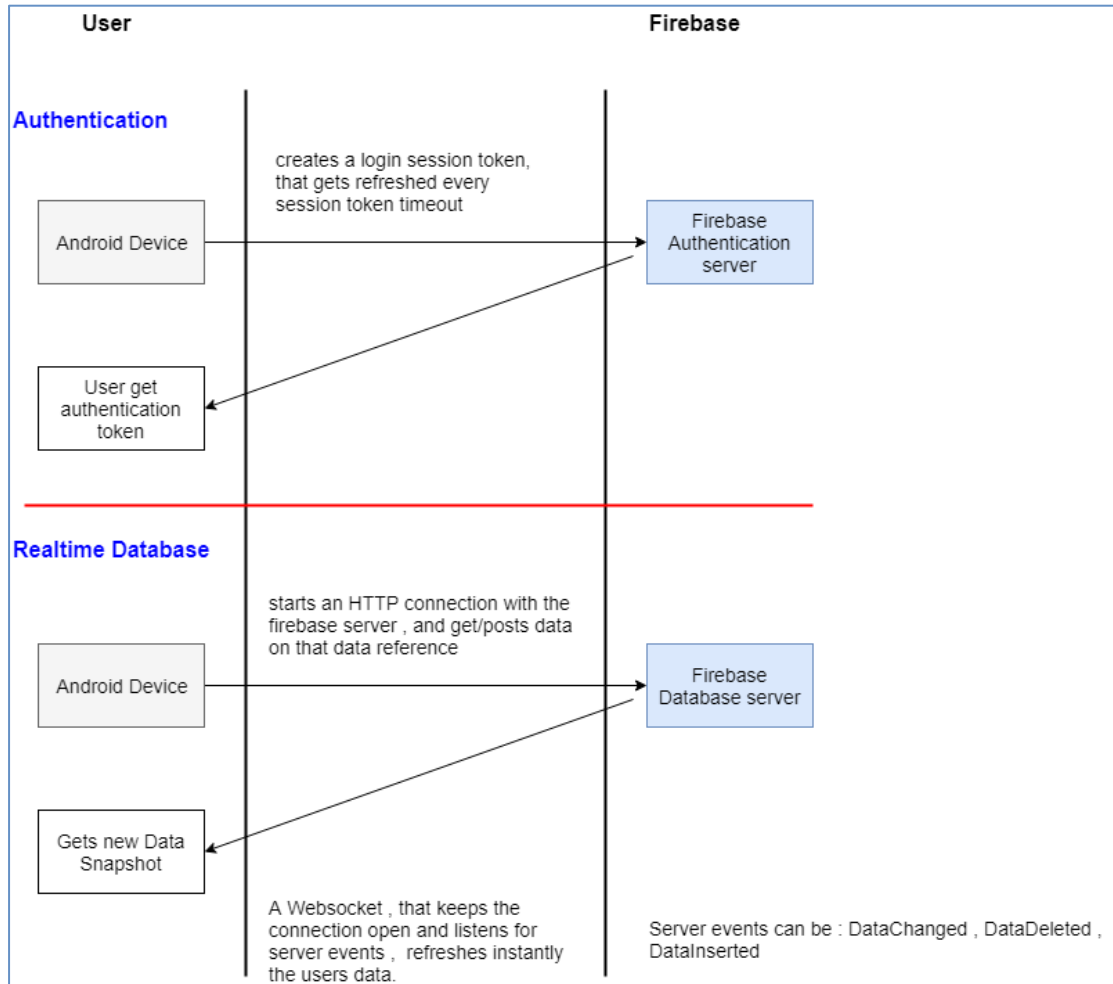 User
Firebase
Authentication
creates a login session token,
that gets refreshed every
session token timeout
Android Device
Firebase
Authentication
server
User get
authentication
token
Realtime Database
starts an HTTP connection with the
firebase server , and get/posts data
on that data reference
Android Device
Firebase
Database server
Gets new Data
Snapshot
A Websocket , that keeps the
connection open and listens for
server events , refreshes instantly
the users data.
Server events can be : DataChanged , DataDeleted ,
DataInserted